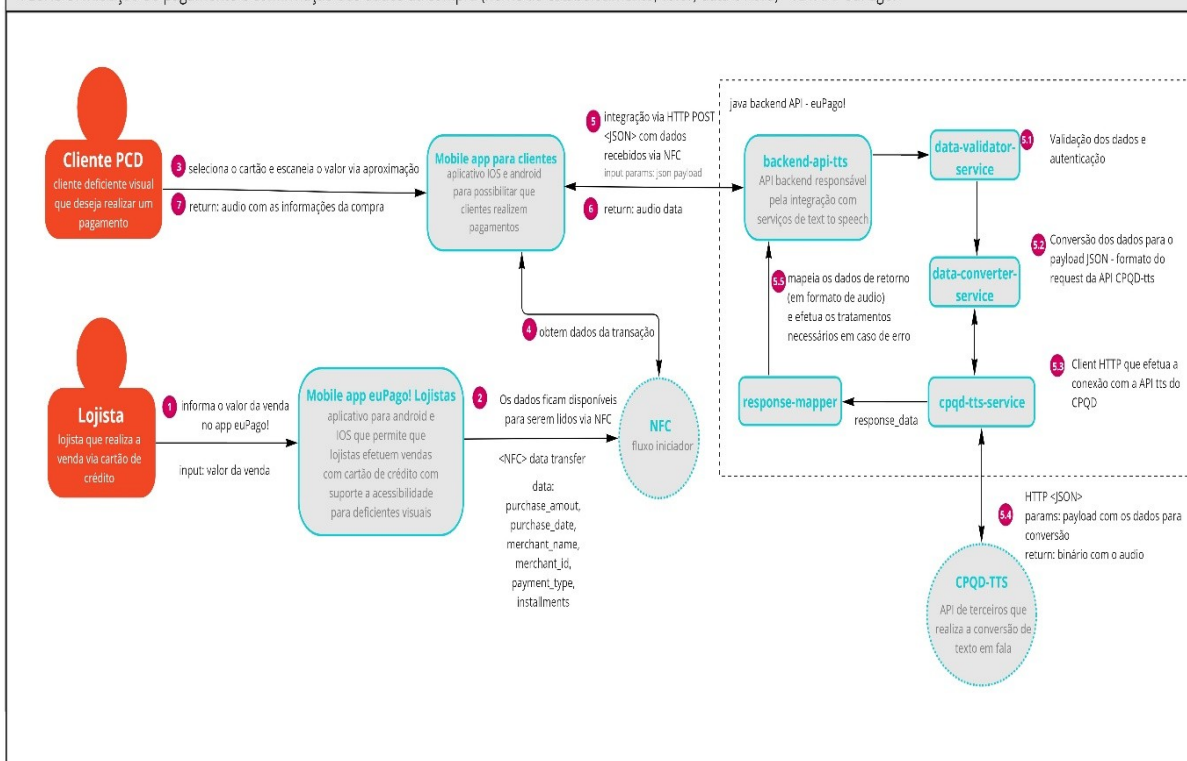 java backend API - euPago!
Cliente PCD
cliente deficiente visual
que deseja realizar um
pagamento
3 seleciona o cartão e escaneia o valor via aproximação
7 return: audio com as informações da compra
Mobile app para clientes
aplicativo IOS e android
para possibilitar que
clientes realizem
pagamentos
5 integração via HTTP POST
<JSON> com dados
recebidos via NFC
input params: json payload
6 return: audio data
backend-api-tts
API backend responsável
pela integração com
serviços de text to speech
data-validator-
service
5.1 Validação dos dados e
autenticação
5.2 Conversão dos dados para o
payload JSON - formato do
request da API CPQD-tts
data-converter-
service
5.5 mapeia os dados de retorno
(em formato de audio)
e efetua os tratamentos
necessários em caso de erro
4 obtem dados da transação
5.3 Client HTTP que efetua a
conexão com a API tts do
CPQD
cpqd-tts-service
response_data
response-mapper
Lojista
lojista que realiza a
venda via cartão de
crédito
1 informa o valor da venda
no app euPago!
input: valor da venda
Mobile app euPago! Lojistas
aplicativo para android e
IOS que permite que
lojistas efetuem vendas
com cartão de crédito com
suporte a acessibilidade
para deficientes visuais
2 Os dados ficam disponíveis
para serem lidos via NFC
<NFC> data transfer
data:
purchase_amout,
purchase_date,
merchant_name,
merchant_id,
payment_type,
installments
NFC
fluxo iniciador
5.4 HTTP <JSON>
params: payload com os dados para
conversão
return: binário com o audio
CPQD-TTS
API de terceiros que
realiza a conversão de
texto em fala